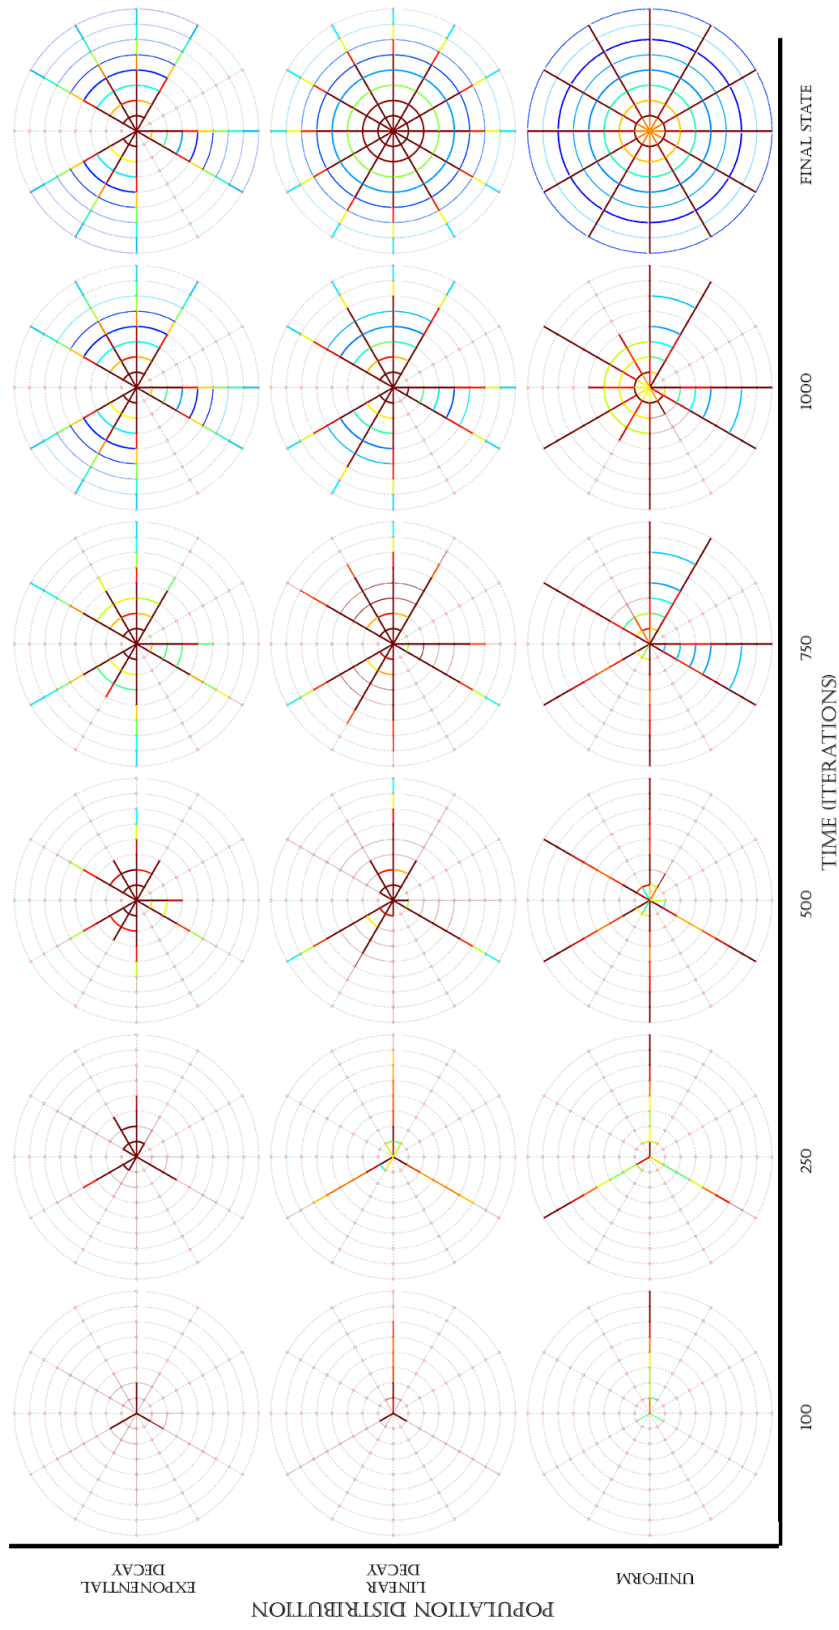 POPULATION DISTRIBUTION
EXPONENTIAL
DECAY
LINEAR
DECAY
UNIFORM
100
250
500
750
1000
FINAL STATE
TIME (ITERATIONS)